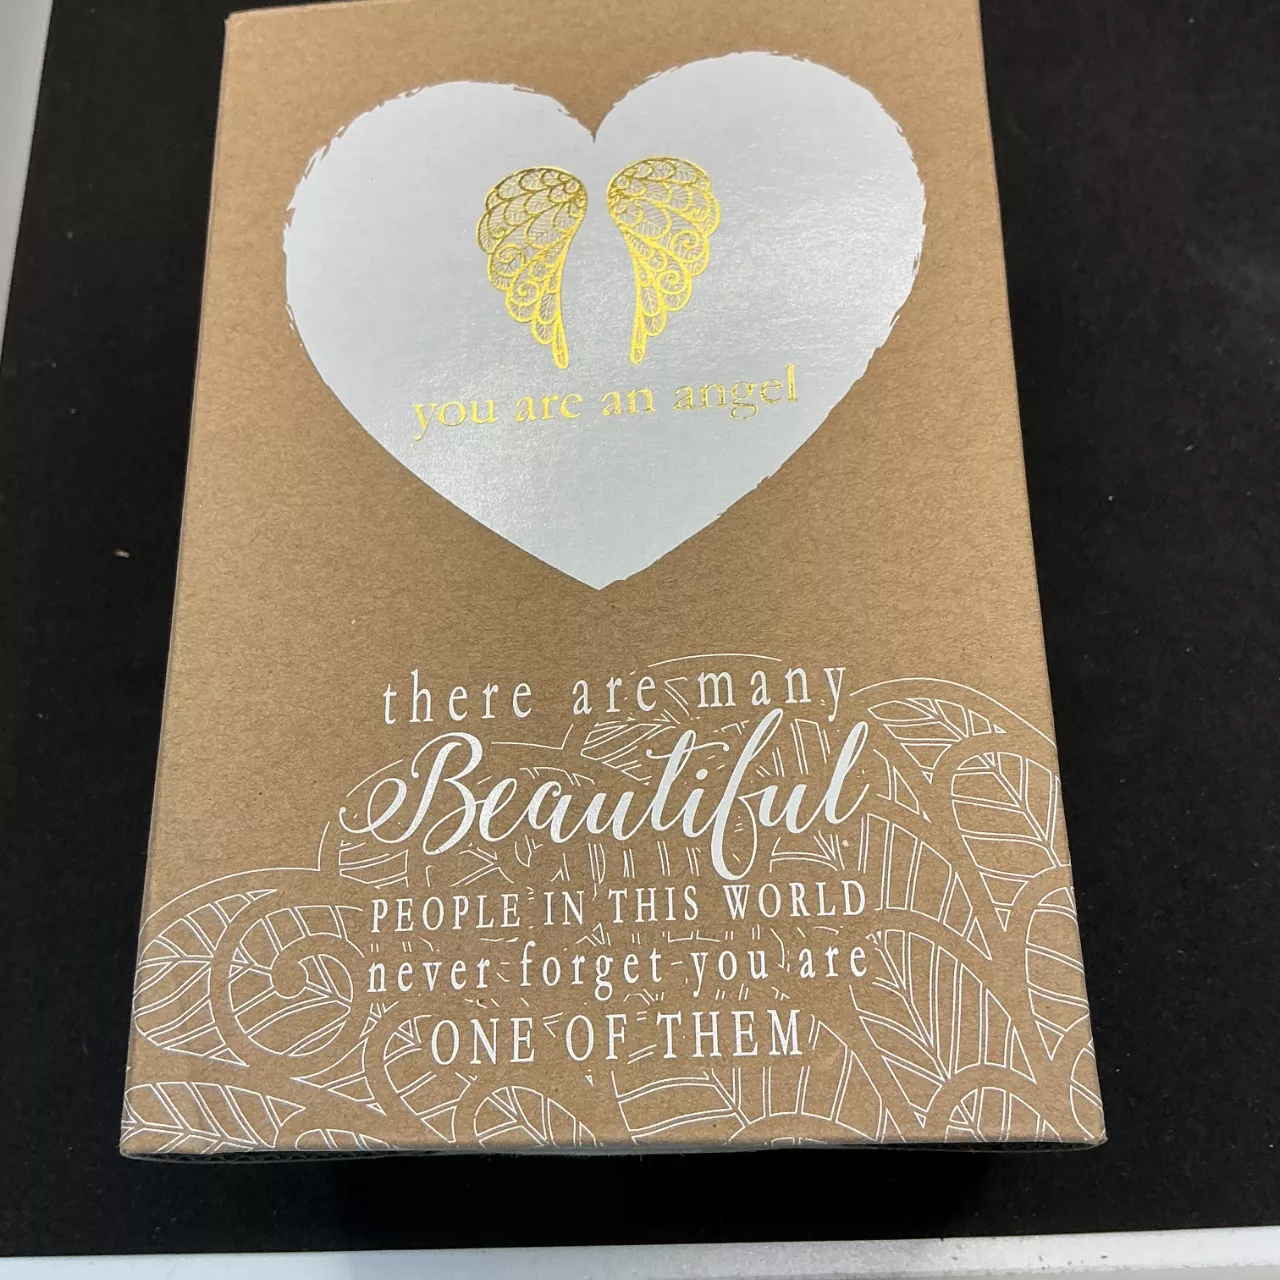 you are an angel
there are many
Beautiful
PEOPLE IN THIS WORLD
never forget you are
ONE OF THEM